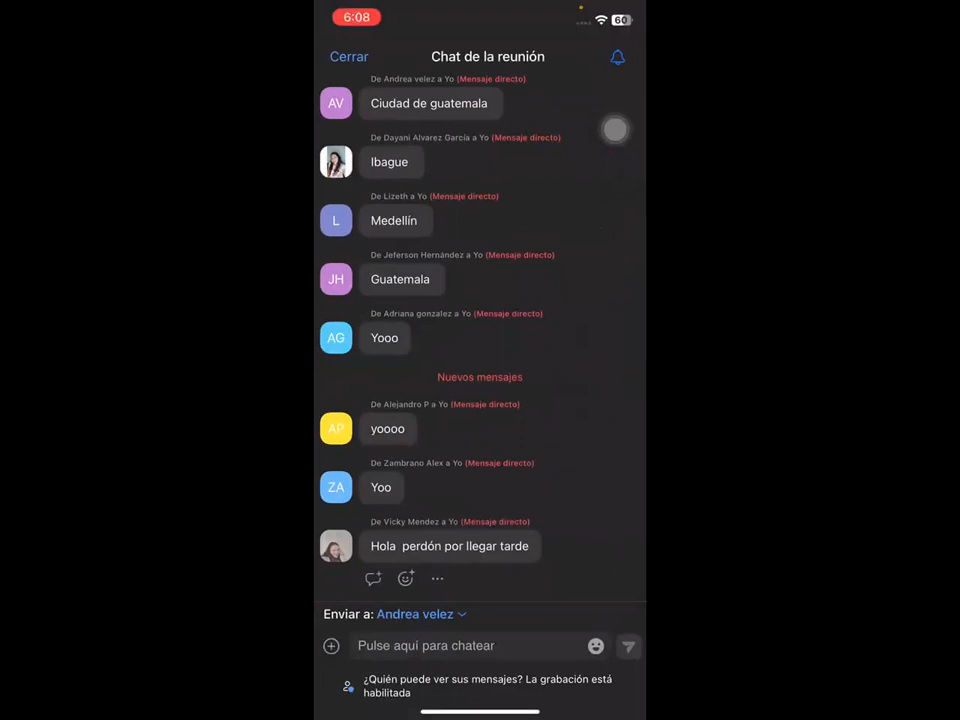 6:08
60
Cerrar
Chat de la reunión
De Andrea velez a Yo (Mensaje directo)
AV
Ciudad de guatemala
De Dayani Alvarez García a Yo (Mensaje directo)
Ibague
De Lizeth a Yo (Mensaje directo)
L
Medellín
De Jeferson Hernández a Yo (Mensaje directo)
JH
Guatemala
De Adriana gonzalez a Yo (Mensaje directo)
AG
Yooo
Nuevos mensajes
De Alejandro P a Yo (Mensaje directo)
AP
yoooo
De Zambrano Alex a Yo (Mensaje directo)
ZA
Yoo
De Vicky Mendez a Yo (Mensaje directo)
Hola  perdón por llegar tarde
Enviar a: Andrea velez
Pulse aquí para chatear
¿Quién puede ver sus mensajes? La grabación está
habilitada